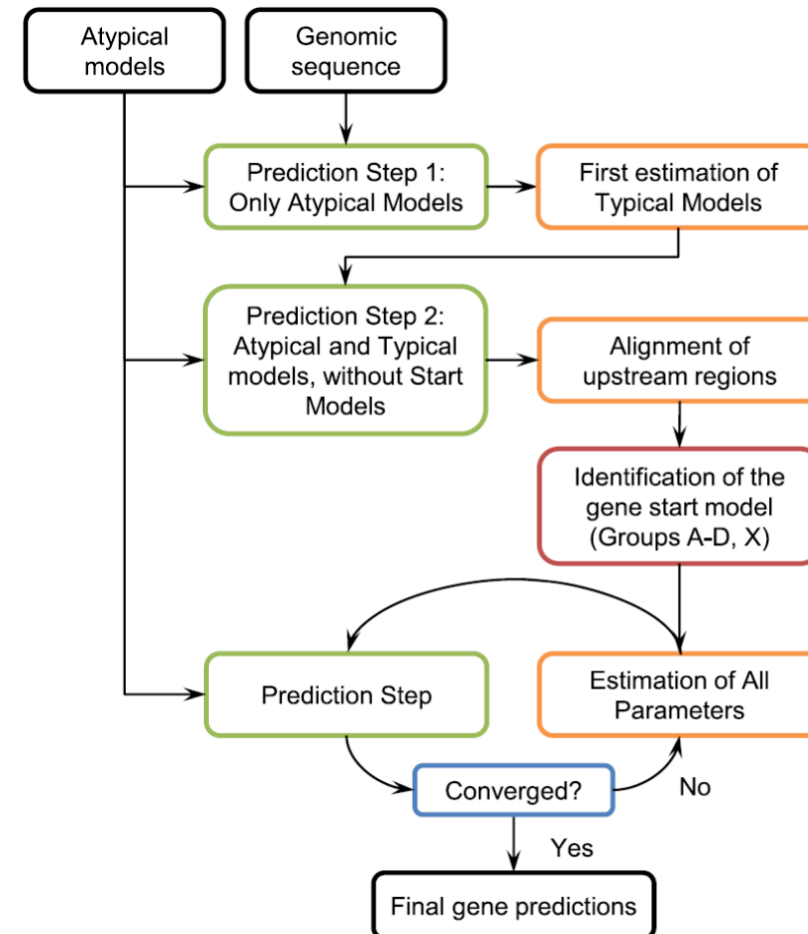 Atypical
models
Genomic
sequence
Prediction Step 1:
Only Atypical Models
First estimation of
Typical Models
Prediction Step 2:
Atypical and Typical
models, without Start
Models
Alignment of
upstream regions
Identification of the
gene start model
(Groups A-D, X)
Prediction Step
Estimation of All
Parameters
Converged?
No
Yes
Final gene predictions